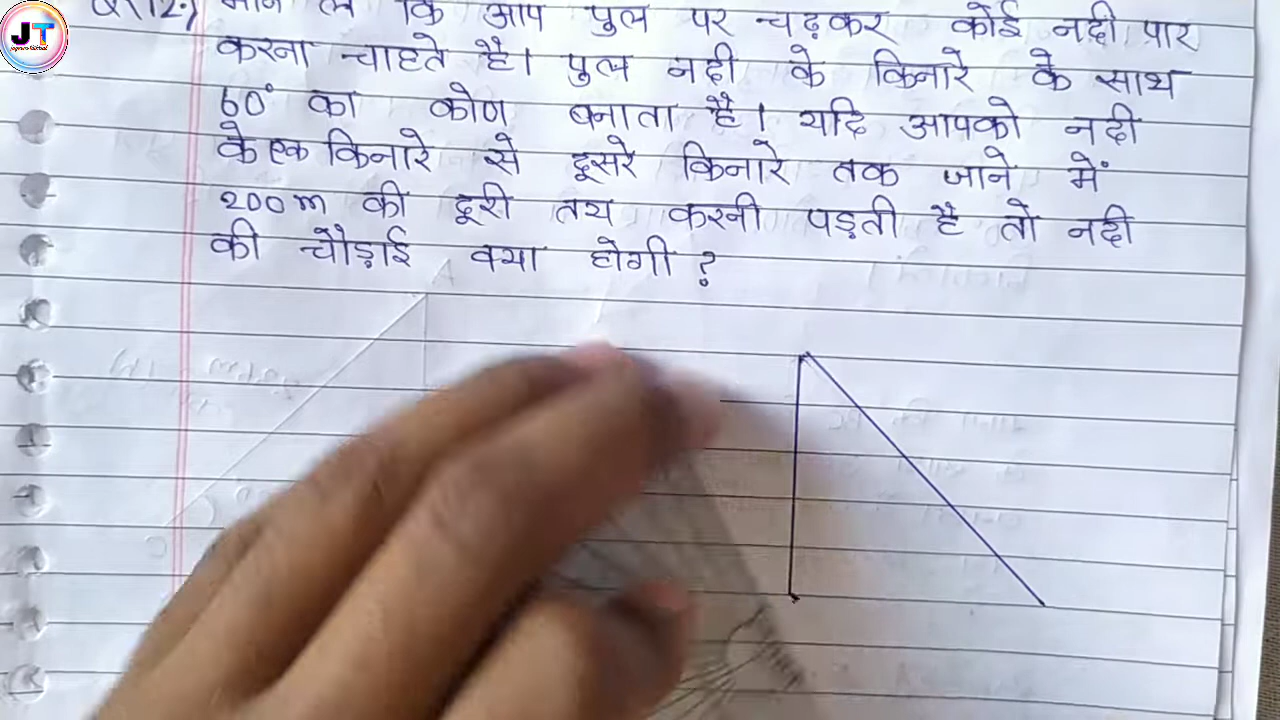 JT
Q(12.) मान लें कि आप पुल पर चढ़कर कोई नदी पार
करना चाहते है। पुल नदी के किनारे के साथ
60° का कोण बनाता है। यदि आपको नदी
के एक किनारे से दूसरे किनारे तक जाने में
200m की दूरी तय करनी पड़ती है तो नदी
की चौड़ाई क्या होगी ?
A